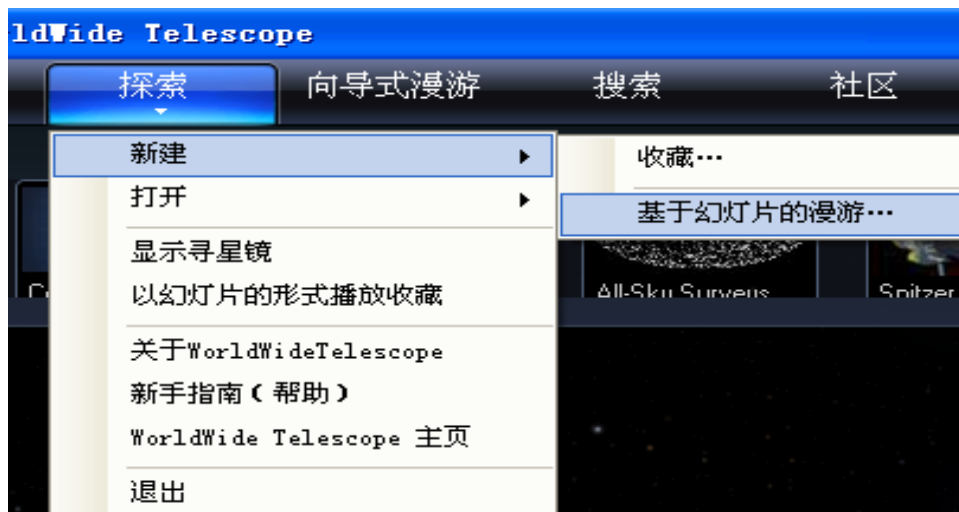 ldWide Telescope
探索 向导式漫游 搜索 社区
新建
收藏…
打开
基于幻灯片的漫游…
显示寻星镜
以幻灯片的形式播放收藏
All-Sky Surveys Spitzer
关于WorldWideTelescope
新手指南(帮助)
WorldWide Telescope 主页
退出